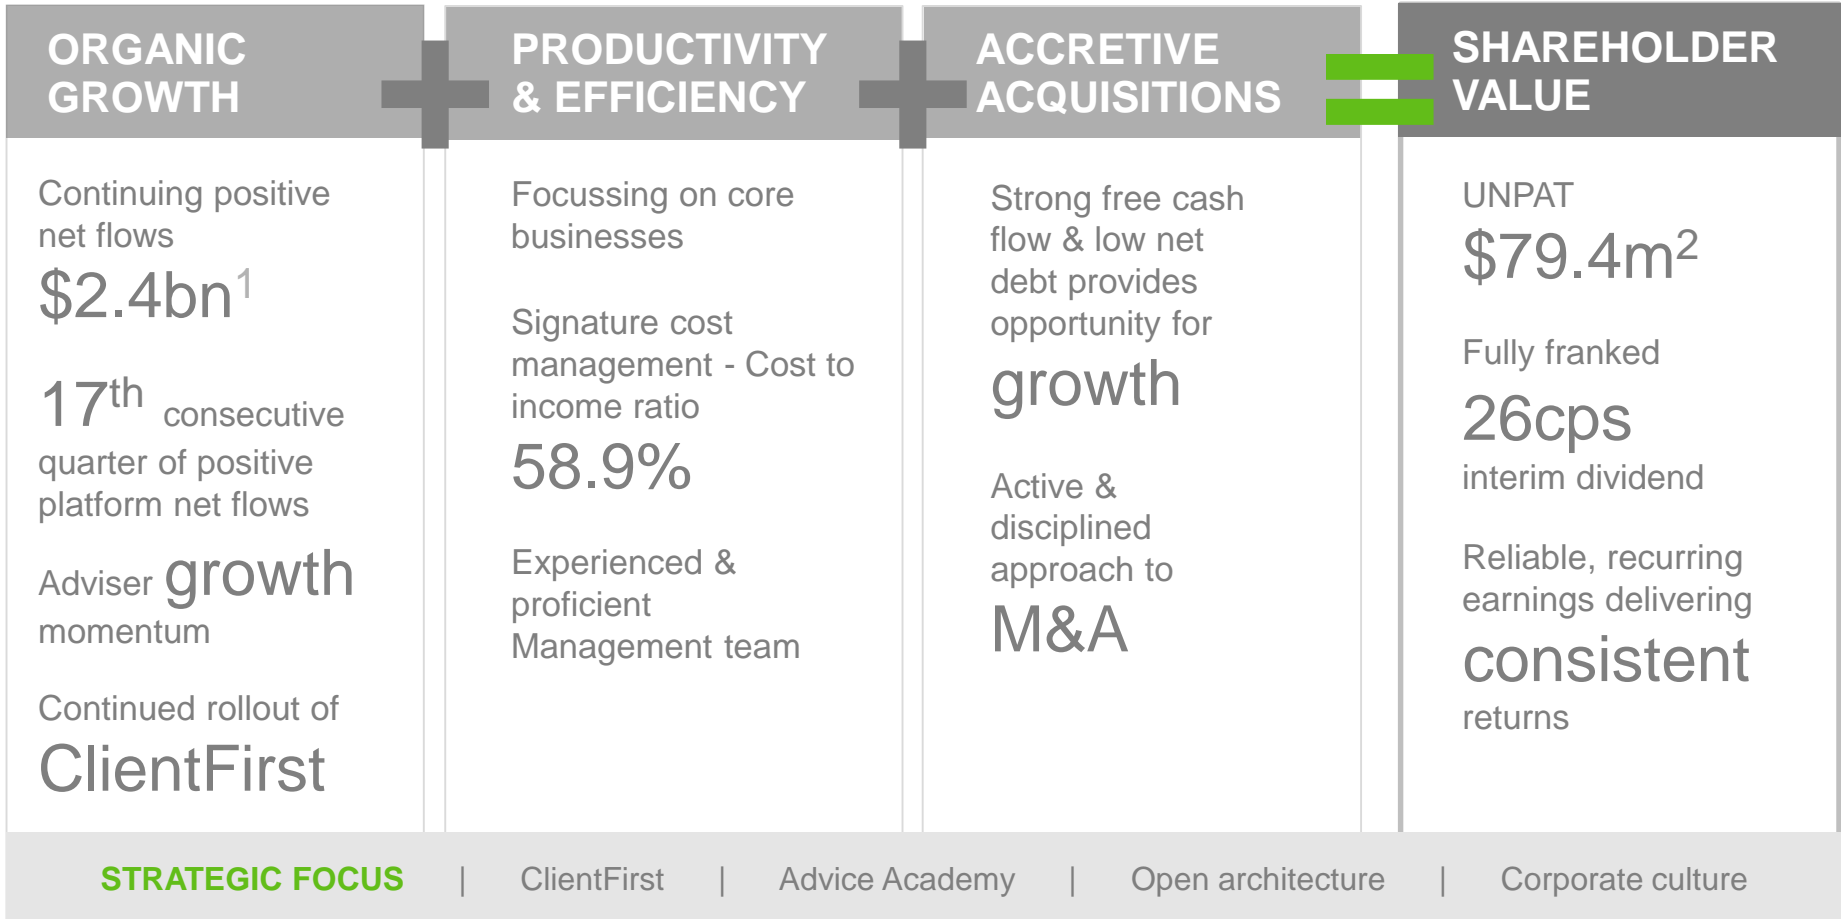 ORGANIC
GROWTH
Continuing positive
net flows
$2.4bn1
17th consecutive
quarter of positive
platform net flows
Adviser growth
momentum
Continued rollout of
ClientFirst
+
PRODUCTIVITY
& EFFICIENCY
Focussing on core
businesses
Signature cost
management - Cost to
income ratio
58.9%
Experienced &
proficient
Management team
+
ACCRETIVE
ACQUISITIONS
Strong free cash
flow & low net
debt provides
opportunity for
growth
Active &
disciplined
approach to
M&A
=
SHAREHOLDER
VALUE
UNPAT
$79.4m2
Fully franked
26cps
interim dividend
Reliable, recurring
earnings delivering
consistent
returns
STRATEGIC FOCUS | ClientFirst | Advice Academy | Open architecture | Corporate culture